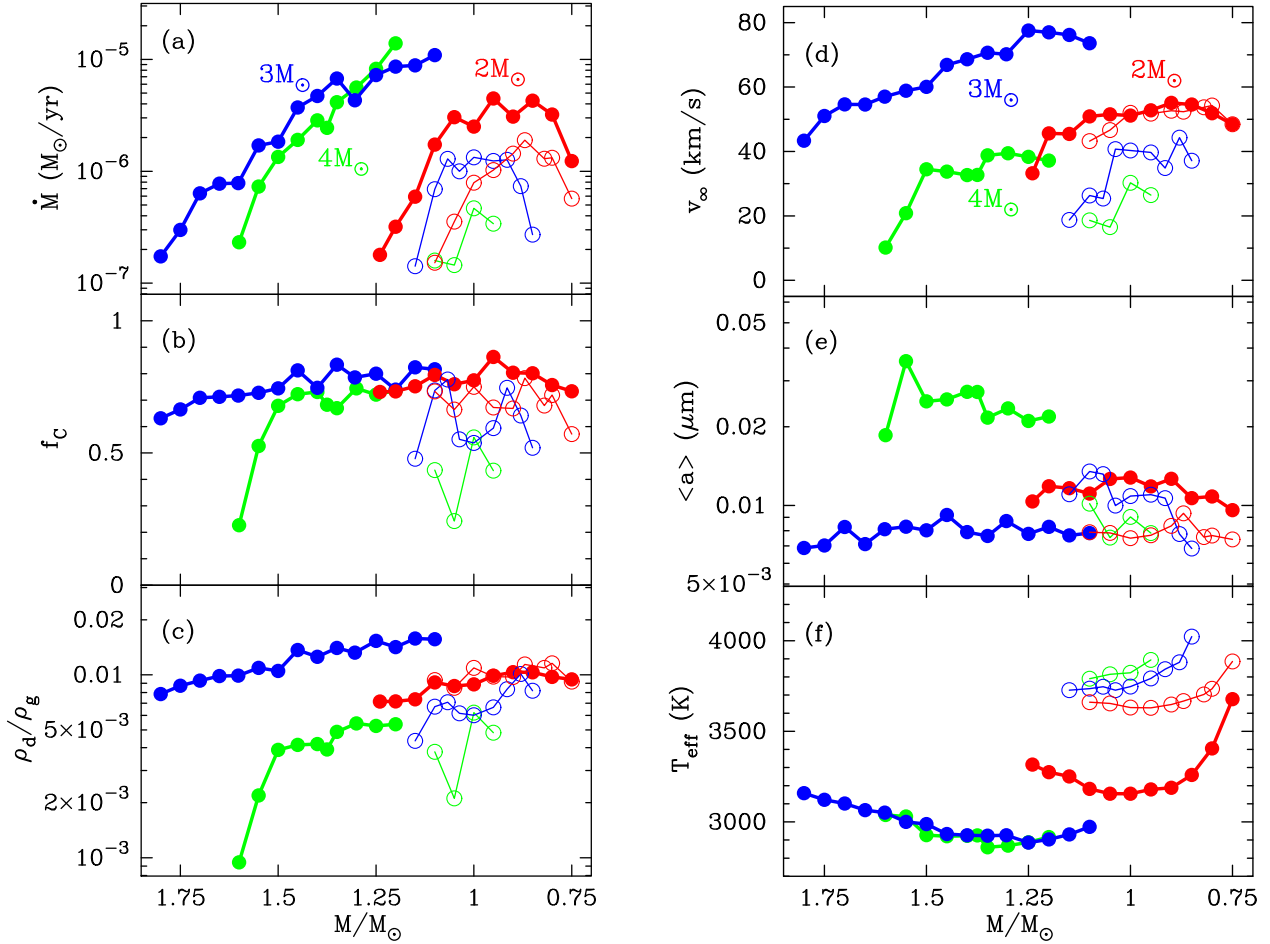 (a)
10⁻⁵
10⁻⁶
10⁻⁷
Ṁ (M⊙/yr)
3M⊙
2M⊙
4M⊙
(b)
1
0.5
0
f_C
(c)
0.02
0.01
5×10⁻³
2×10⁻³
10⁻³
ρ_d/ρ_g
1.75 1.5 1.25 1 0.75
M/M⊙
(d)
80
60
40
20
0
v_∞ (km/s)
2M⊙
3M⊙
4M⊙
(e)
0.05
0.02
0.01
5×10⁻³
<a> (μm)
(f)
4000
3500
3000
T_eff (K)
1.75 1.5 1.25 1 0.75
M/M⊙